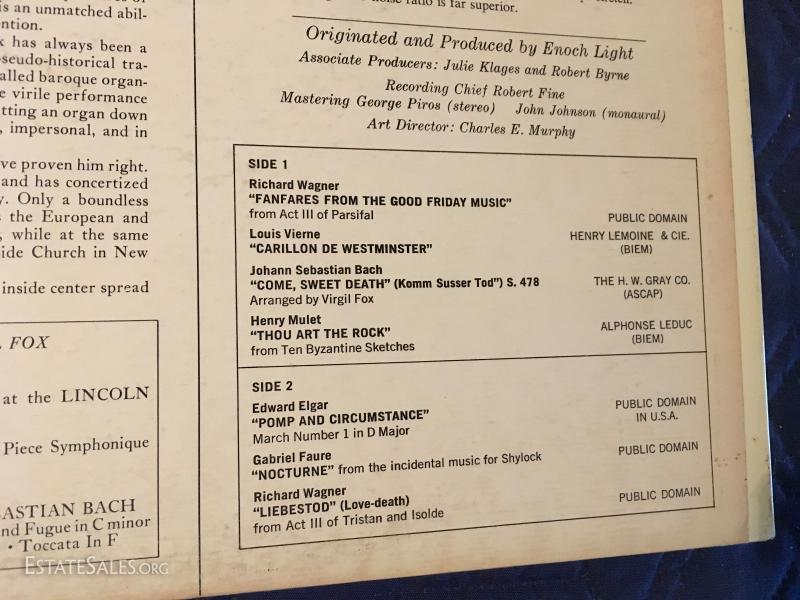 is an unmatched abil-
ntion.
has always been a
pseudo-historical tra-
alled baroque organ-
e virile performance
tting an organ down
, impersonal, and in
ve proven him right.
and has concertized
y. Only a boundless
s the European and
, while at the same
side Church in New
inside center spread
FOX
at the LINCOLN
Piece Symphonique
ASTIAN BACH
nd Fugue in C minor
• Toccata In F
ratio is far superior.
Originated and Produced by Enoch Light
Associate Producers: Julie Klages and Robert Byrne
Recording Chief Robert Fine
Mastering George Piros (stereo) John Johnson (monaural)
Art Director: Charles E. Murphy
SIDE 1
Richard Wagner
"FANFARES FROM THE GOOD FRIDAY MUSIC"
from Act III of Parsifal PUBLIC DOMAIN
Louis Vierne HENRY LEMOINE & CIE.
"CARILLON DE WESTMINSTER" (BIEM)
Johann Sebastian Bach
"COME, SWEET DEATH" (Komm Susser Tod") S. 478 THE H. W. GRAY CO.
Arranged by Virgil Fox (ASCAP)
Henry Mulet
"THOU ART THE ROCK" ALPHONSE LEDUC
from Ten Byzantine Sketches (BIEM)
SIDE 2
Edward Elgar PUBLIC DOMAIN
"POMP AND CIRCUMSTANCE" IN U.S.A.
March Number 1 in D Major
Gabriel Faure PUBLIC DOMAIN
"NOCTURNE" from the incidental music for Shylock
Richard Wagner
"LIEBESTOD" (Love-death) PUBLIC DOMAIN
from Act III of Tristan and Isolde
ESTATESALES.ORG